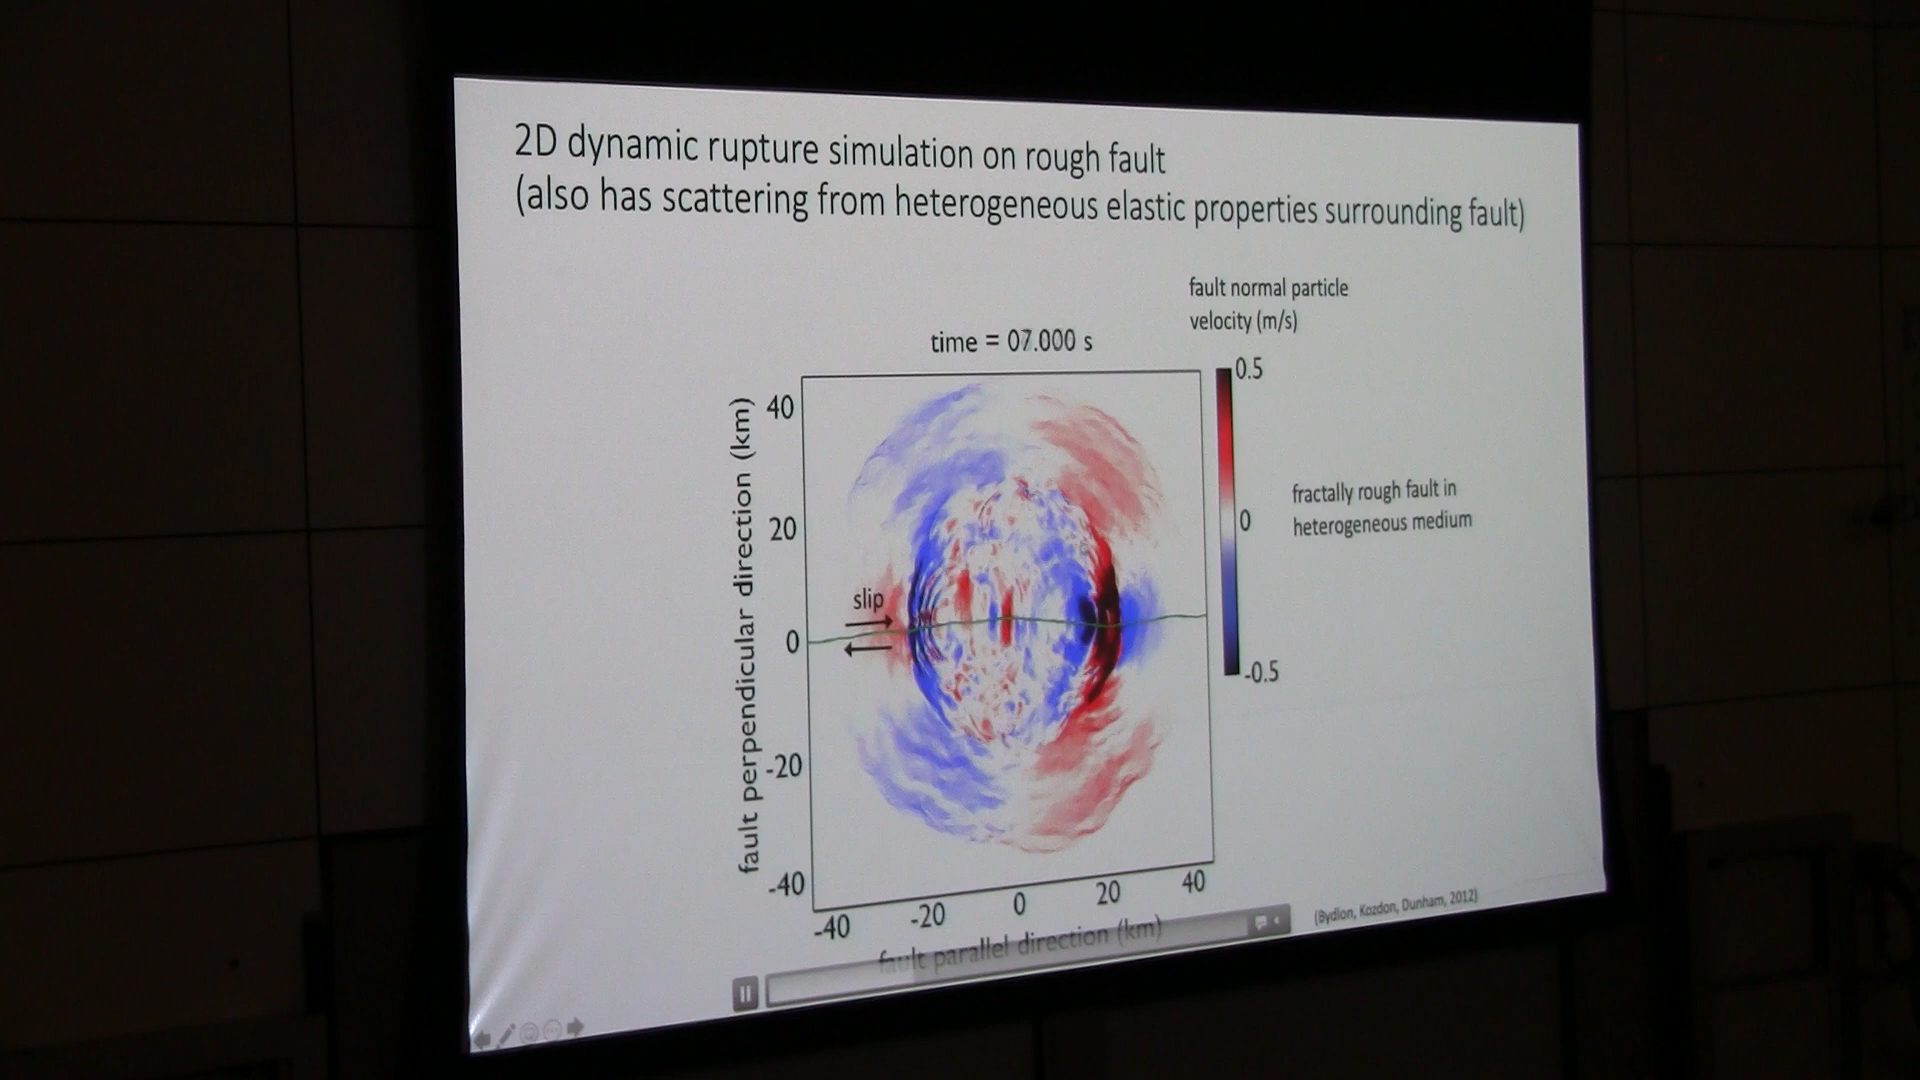 2D dynamic rupture simulation on rough fault
(also has scattering from heterogeneous elastic properties surrounding fault)
fault normal particle
velocity (m/s)
time = 07.000 s
0.5
0
-0.5
fractally rough fault in
heterogeneous medium
fault perpendicular direction (km)
40
20
0
-20
-40
slip
-40
-20
0
20
40
fault parallel direction (km)
(Bydlon, Kozdon, Dunham, 2012)